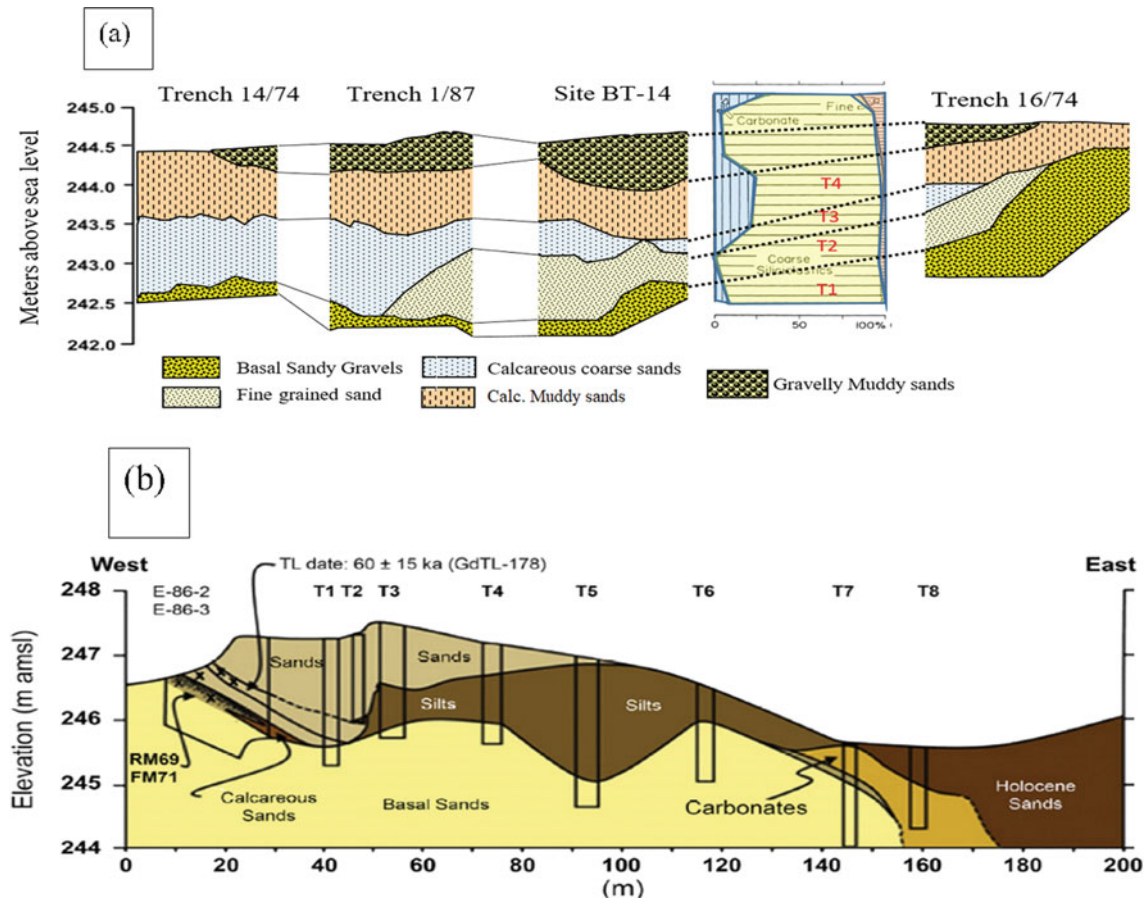 (a)
Trench 14/74 Trench 1/87 Site BT-14 Trench 16/74
245.0
244.5
244.0
243.5
243.0
242.5
242.0
Meters above sea level
Fine
Carbonate
T4
T3
T2
Coarse
Siliciclastics
T1
0 50 100%
Basal Sandy Gravels
Calcareous coarse sands
Gravelly Muddy sands
Fine grained sand
Calc. Muddy sands
(b)
West East
TL date: 60 ± 15 ka (GdTL-178)
E-86-2
E-86-3
T1 T2 T3 T4 T5 T6 T7 T8
248
247
246
245
244
Elevation (m amsl)
Sands Sands
Silts Silts
RM69
FM71
Calcareous
Sands
Basal Sands
Carbonates
Holocene
Sands
0 20 40 60 80 100 120 140 160 180 200
(m)